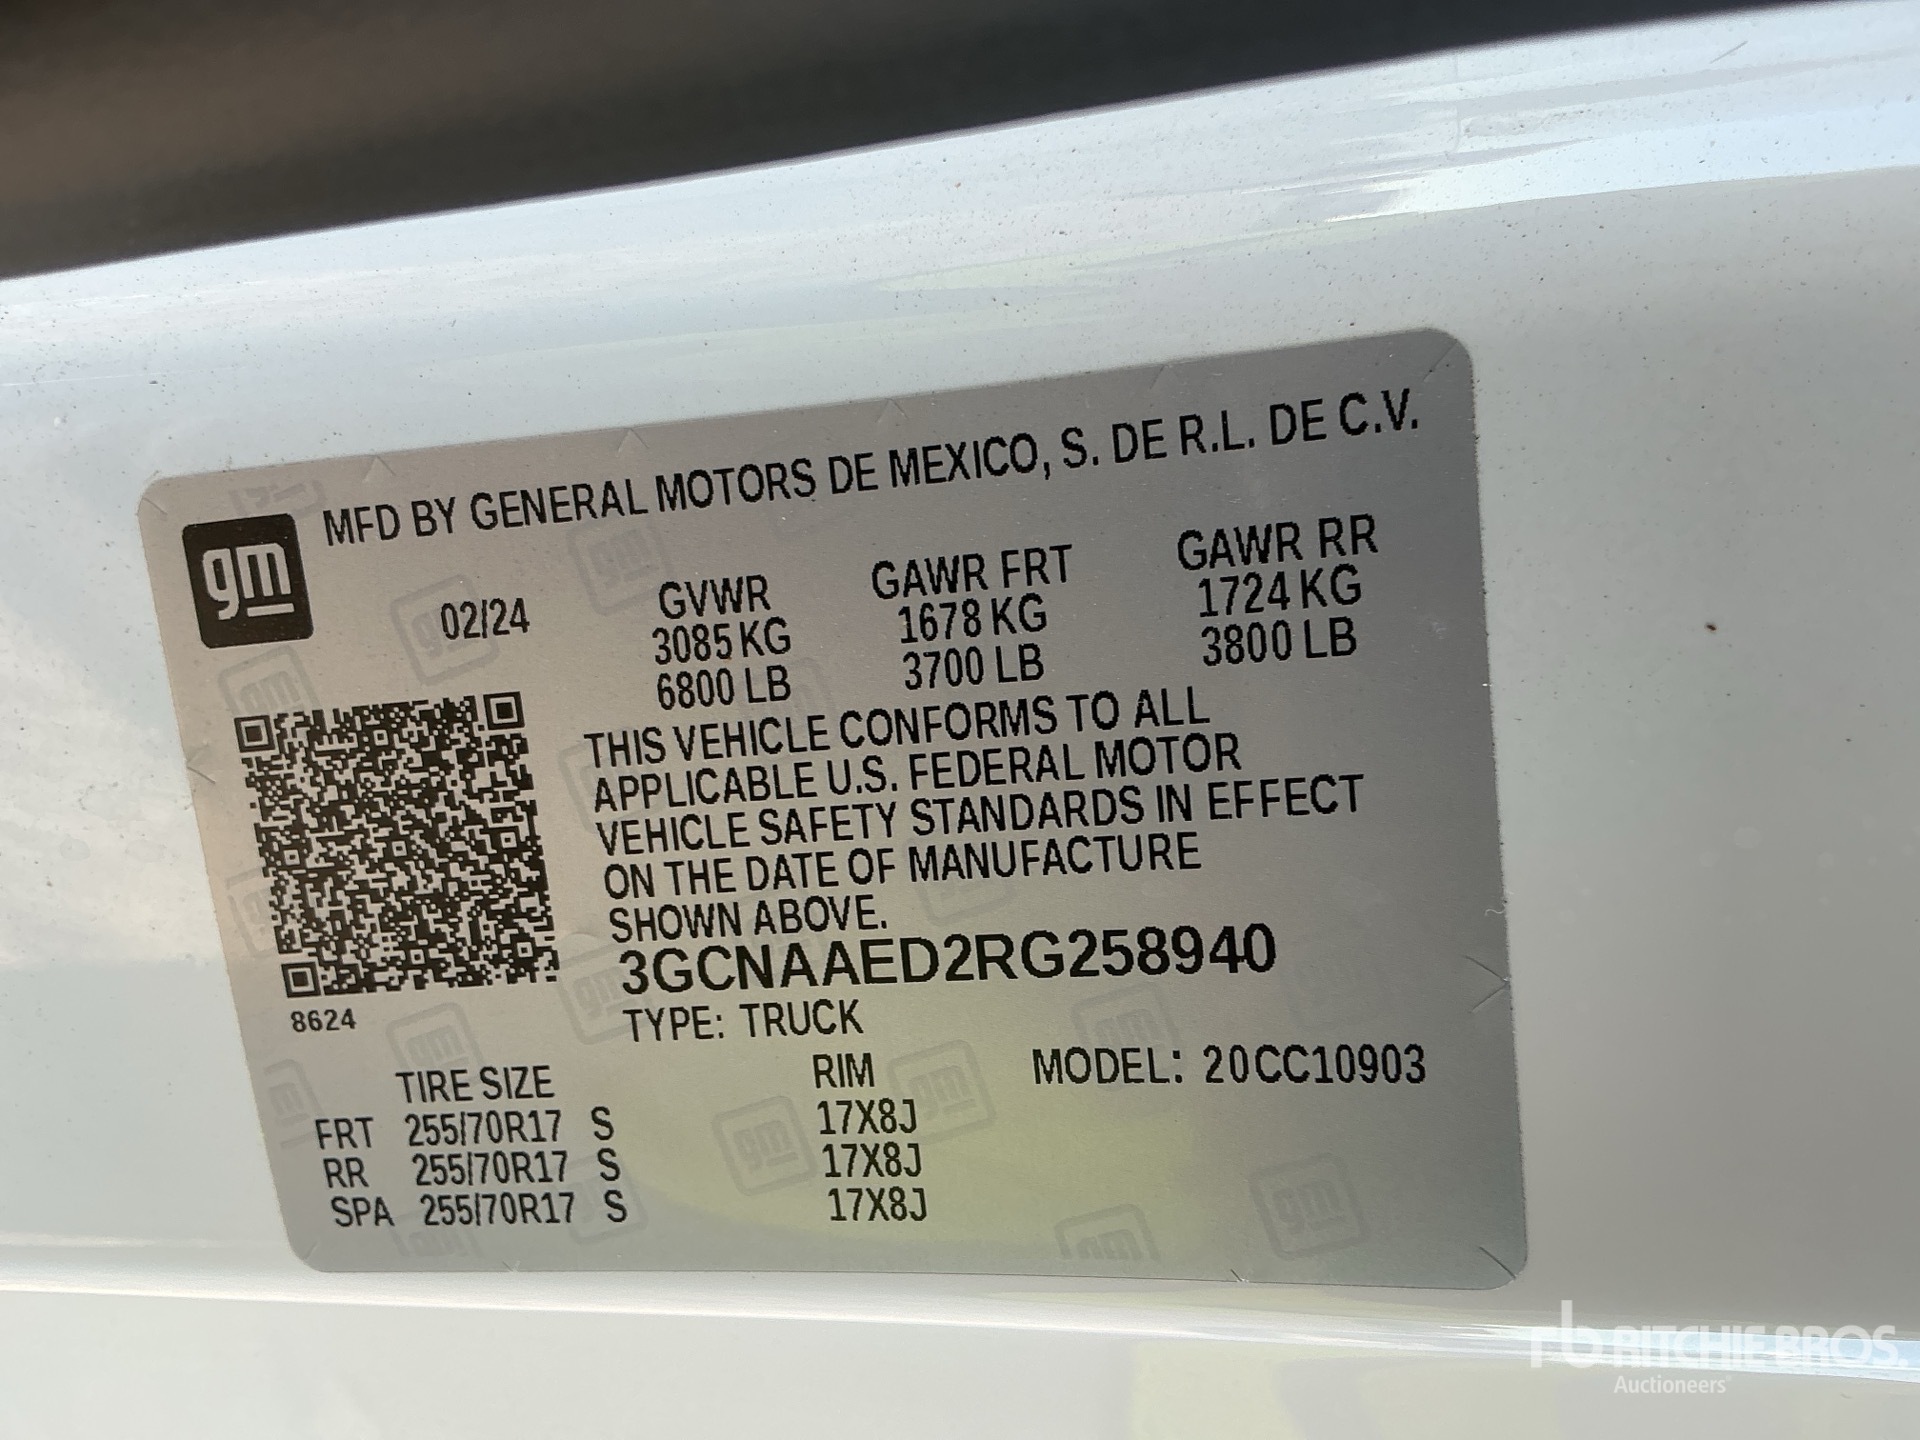 gm
MFD BY GENERAL MOTORS DE MEXICO, S. DE R.L. DE C.V.
02/24
GVWR
3085 KG
6800 LB
GAWR FRT
1678 KG
3700 LB
GAWR RR
1724 KG
3800 LB
THIS VEHICLE CONFORMS TO ALL
APPLICABLE U.S. FEDERAL MOTOR
VEHICLE SAFETY STANDARDS IN EFFECT
ON THE DATE OF MANUFACTURE
SHOWN ABOVE.
3GCNAAED2RG258940
TYPE: TRUCK
8624
TIRE SIZE RIM MODEL: 20CC10903
FRT 255/70R17 S 17X8J
RR 255/70R17 S 17X8J
SPA 255/70R17 S 17X8J
rb RITCHIE BROS.
Auctioneers